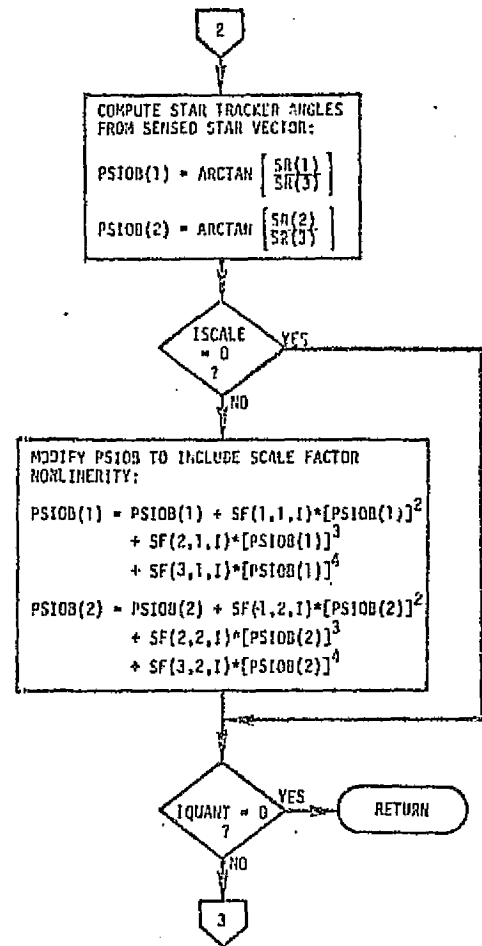 2
COMPUTE STAR TRACKER ANGLES
FROM SENSED STAR VECTOR:
PSIOB(1) = ARCTAN [SR(1)/SR(3)]
PSIOB(2) = ARCTAN [SR(2)/SR(3)]
ISCALE
= 0
?
YES
NO
MODIFY PSIOB TO INCLUDE SCALE FACTOR
NONLINERITY:
PSIOB(1) = PSIOB(1) + SF(1,1,I)*[PSIOB(1)]^2
+ SF(2,1,I)*[PSIOB(1)]^3
+ SF(3,1,I)*[PSIOB(1)]^4
PSIOB(2) = PSIOB(2) + SF(1,2,I)*[PSIOB(2)]^2
+ SF(2,2,I)*[PSIOB(2)]^3
+ SF(3,2,I)*[PSIOB(2)]^4
IQUANT = 0
?
YES
RETURN
NO
3